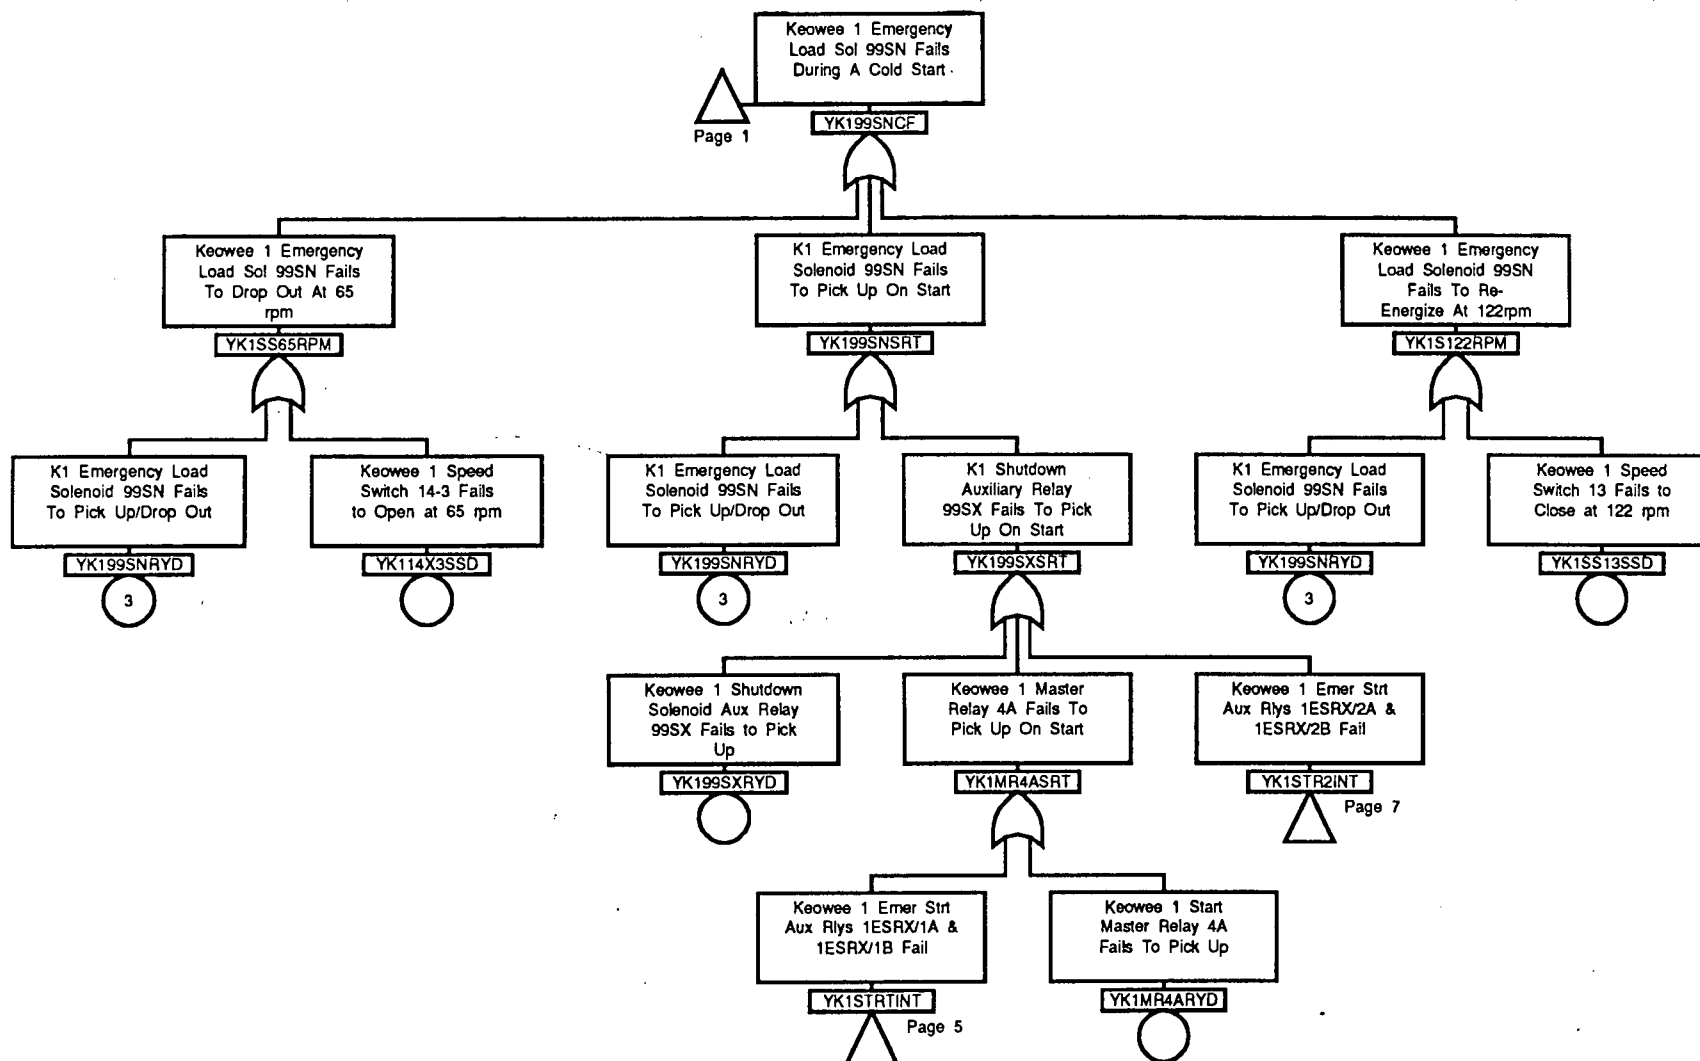 Keowee 1 Emergency
Load Sol 99SN Fails
During A Cold Start
Page 1
YK199SNCF
Keowee 1 Emergency
Load Sol 99SN Fails
To Drop Out At 65
rpm
YK1SS65RPM
K1 Emergency Load
Solenoid 99SN Fails
To Pick Up On Start
YK199SNSRT
Keowee 1 Emergency
Load Solenoid 99SN
Fails To Re-
Energize At 122rpm
YK1S122RPM
K1 Emergency Load
Solenoid 99SN Fails
To Pick Up/Drop Out
YK199SNRYD
3
Keowee 1 Speed
Switch 14-3 Fails
to Open at 65 rpm
YK114X3SSD
K1 Emergency Load
Solenoid 99SN Fails
To Pick Up/Drop Out
YK199SNRYD
3
K1 Shutdown
Auxiliary Relay
99SX Fails To Pick
Up On Start
YK199SXSRT
K1 Emergency Load
Solenoid 99SN Fails
To Pick Up/Drop Out
YK199SNRYD
3
Keowee 1 Speed
Switch 13 Fails to
Close at 122 rpm
YK1SS13SSD
Keowee 1 Shutdown
Solenoid Aux Relay
99SX Fails to Pick
Up
YK199SXRYD
Keowee 1 Master
Relay 4A Fails To
Pick Up On Start
YK1MR4ASRT
Keowee 1 Emer Strt
Aux Rlys 1ESRX/2A &
1ESRX/2B Fail
YK1STR2INT
Page 7
Keowee 1 Emer Strt
Aux Rlys 1ESRX/1A &
1ESRX/1B Fail
YK1STRTINT
Page 5
Keowee 1 Start
Master Relay 4A
Fails To Pick Up
YK1MR4ARYD